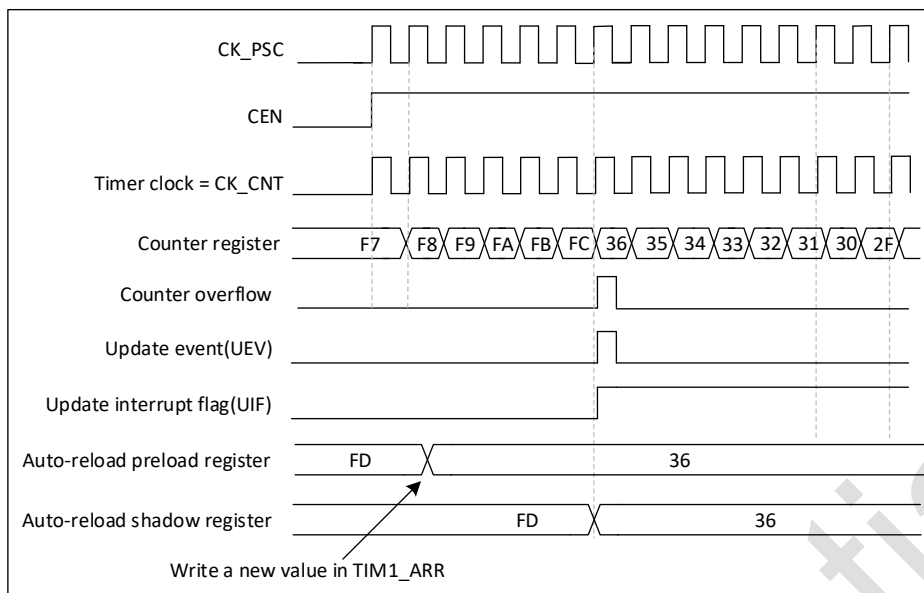 CK_PSC
CEN
Timer clock = CK_CNT
Counter register F7 F8 F9 FA FB FC 36 35 34 33 32 31 30 2F
Counter overflow
Update event(UEV)
Update interrupt flag(UIF)
Auto-reload preload register FD 36
Auto-reload shadow register FD 36
Write a new value in TIM1_ARR